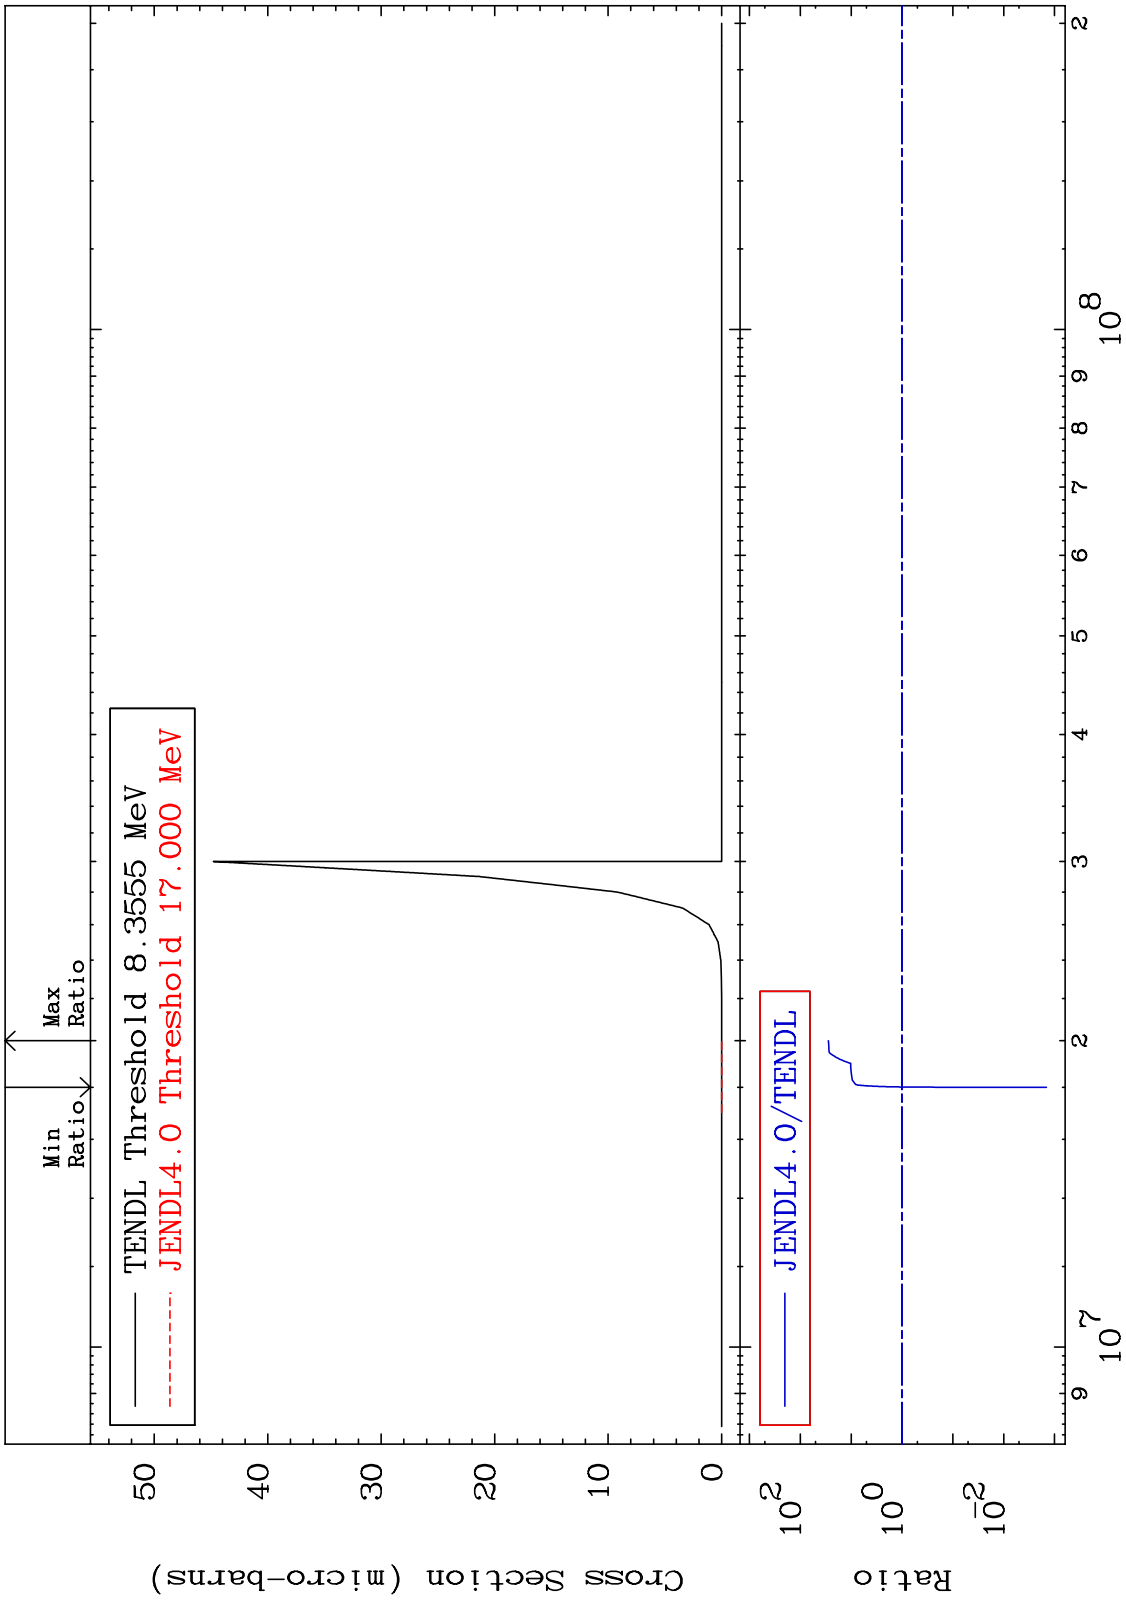 Min
Ratio
Max
Ratio
TENDL Threshold 8.3555 MeV
JENDL4.0 Threshold 17.000 MeV
Cross Section (micro-barns)
50
40
30
20
10
0
JENDL4.0/TENDL
Ratio
10 2
10 0
10 -2
9
10 7
2
3
4
5
6
7
8
9
10 8
2